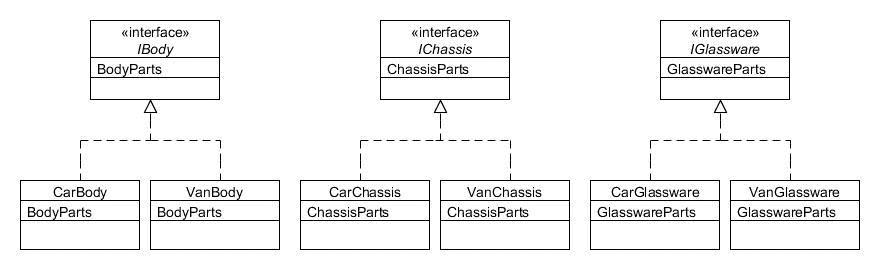 «interface»
IBody
BodyParts
«interface»
IChassis
ChassisParts
«interface»
IGlassware
GlasswareParts
CarBody
BodyParts
VanBody
BodyParts
CarChassis
ChassisParts
VanChassis
ChassisParts
CarGlassware
GlasswareParts
VanGlassware
GlasswareParts